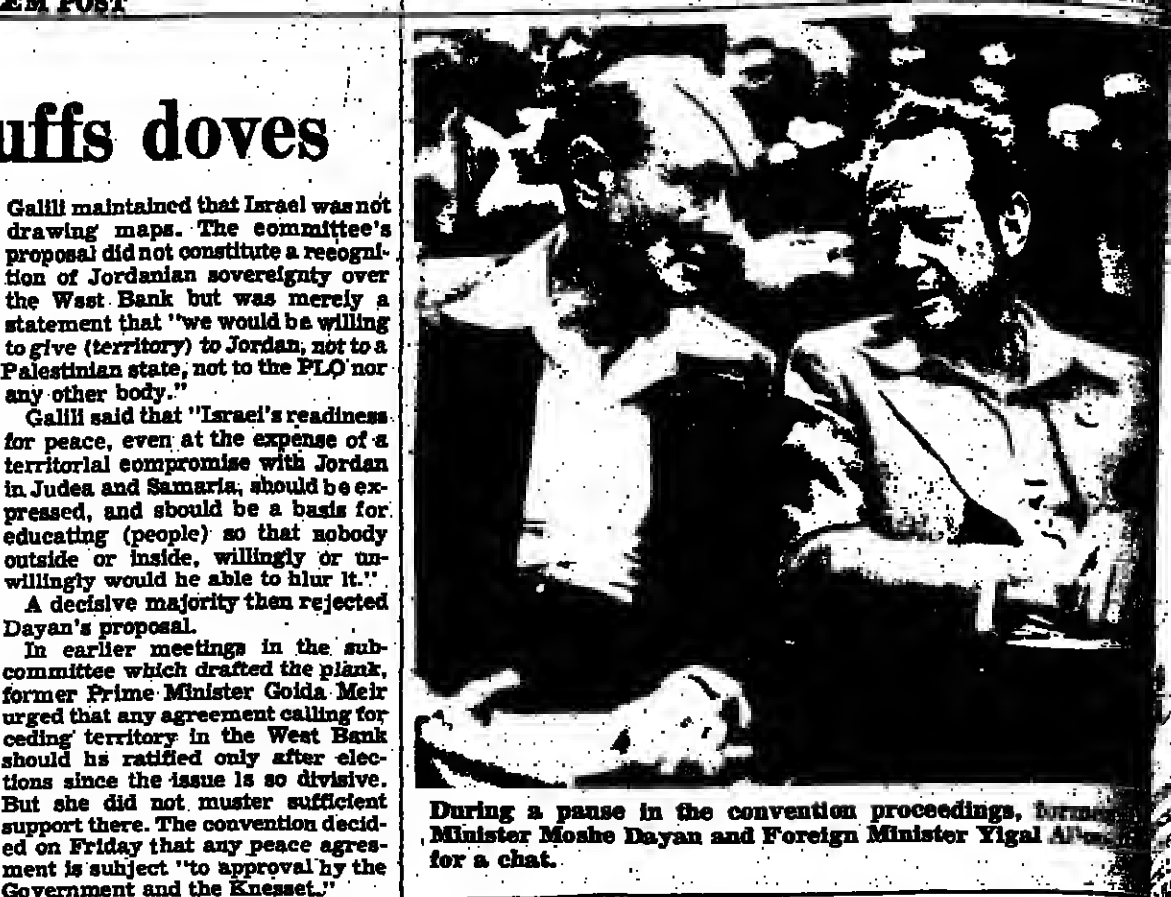 EM POST
uffs doves
Galili maintained that Israel was not
drawing maps. The committee's
proposal did not constitute a recogni-
tion of Jordanian sovereignty over
the West Bank but was merely a
statement that "we would be willing
to give (territory) to Jordan, not to a
Palestinian state, not to the PLO nor
any other body."
Galili said that "Israel's readiness
for peace, even at the expense of a
territorial compromise with Jordan
in Judea and Samaria, should be ex-
pressed, and should be a basis for
educating (people) so that nobody
outside or inside, willingly or un-
willingly would be able to blur it."
A decisive majority then rejected
Dayan's proposal.
In earlier meetings in the sub-
committee which drafted the plank,
former Prime Minister Golda Meir
urged that any agreement calling for
ceding territory in the West Bank
should be ratified only after elec-
tions since the issue is so divisive.
But she did not muster sufficient
support there. The convention decid-
ed on Friday that any peace agree-
ment is subject "to approval by the
Government and the Knesset."
During a pause in the convention proceedings, former
Minister Moshe Dayan and Foreign Minister Yigal
for a chat.